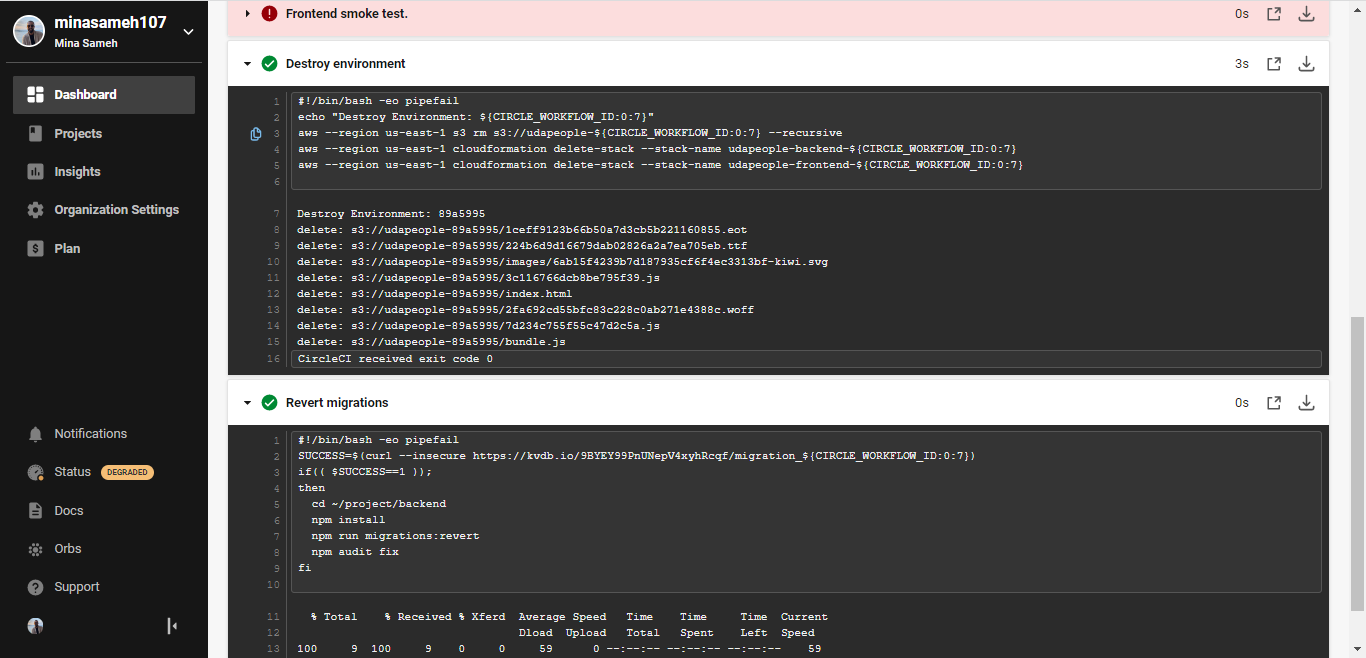 minasameh107
Mina Sameh
Dashboard
Projects
Insights
Organization Settings
Plan
Notifications
Status DEGRADED
Docs
Orbs
Support
Frontend smoke test. 0s
Destroy environment 3s
1 #!/bin/bash -eo pipefail
2 echo "Destroy Environment: ${CIRCLE_WORKFLOW_ID:0:7}"
3 aws --region us-east-1 s3 rm s3://udapeople-${CIRCLE_WORKFLOW_ID:0:7} --recursive
4 aws --region us-east-1 cloudformation delete-stack --stack-name udapeople-backend-${CIRCLE_WORKFLOW_ID:0:7}
5 aws --region us-east-1 cloudformation delete-stack --stack-name udapeople-frontend-${CIRCLE_WORKFLOW_ID:0:7}
6
7 Destroy Environment: 89a5995
8 delete: s3://udapeople-89a5995/1ceff9123b66b50a7d3cb5b221160855.eot
9 delete: s3://udapeople-89a5995/224b6d9d16679dab02826a2a7ea705eb.ttf
10 delete: s3://udapeople-89a5995/images/6ab15f4239b7d187935cf6f4ec3313bf-kiwi.svg
11 delete: s3://udapeople-89a5995/3c116766dcb8be795f39.js
12 delete: s3://udapeople-89a5995/index.html
13 delete: s3://udapeople-89a5995/2fa692cd55bfc83c228c0ab271e4388c.woff
14 delete: s3://udapeople-89a5995/7d234c755f55c47d2c5a.js
15 delete: s3://udapeople-89a5995/bundle.js
16 CircleCI received exit code 0
Revert migrations 0s
1 #!/bin/bash -eo pipefail
2 SUCCESS=$(curl --insecure https://kvdb.io/9BYEY99PnUNepV4xyhRcqf/migration_${CIRCLE_WORKFLOW_ID:0:7})
3 if(( $SUCCESS==1 ));
4 then
5 cd ~/project/backend
6 npm install
7 npm run migrations:revert
8 npm audit fix
9 fi
10
11 % Total % Received % Xferd Average Speed Time Time Time Current
12 Dload Upload Total Spent Left Speed
13 100 9 100 9 0 0 59 0 --:--:-- --:--:-- --:--:-- 59